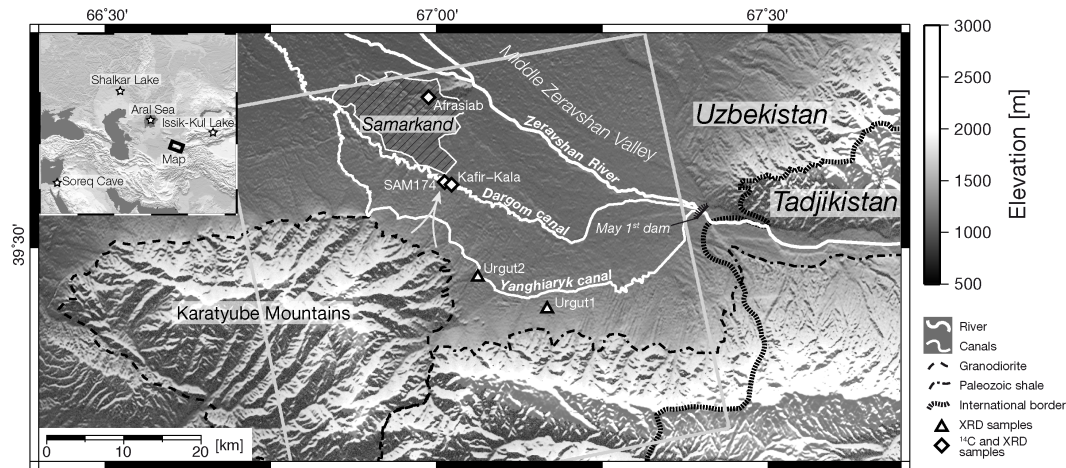 66˚30'
67˚00'
67˚30'
39˚30'
Shalkar Lake
Aral Sea
Issik-Kul Lake
Map
Soreq Cave
Afrasiab
Samarkand
Middle Zeravshan Valley
Zeravshan River
Uzbekistan
Tadjikistan
SAM174
Kafir-Kala
Dargom canal
May 1st dam
Urgut2
Yanghiaryk canal
Urgut1
Karatyube Mountains
0 10 20 [km]
3000
2500
2000
1500
1000
500
Elevation [m]
River
Canals
Granodiorite
Paleozoic shale
International border
XRD samples
14C and XRD
samples